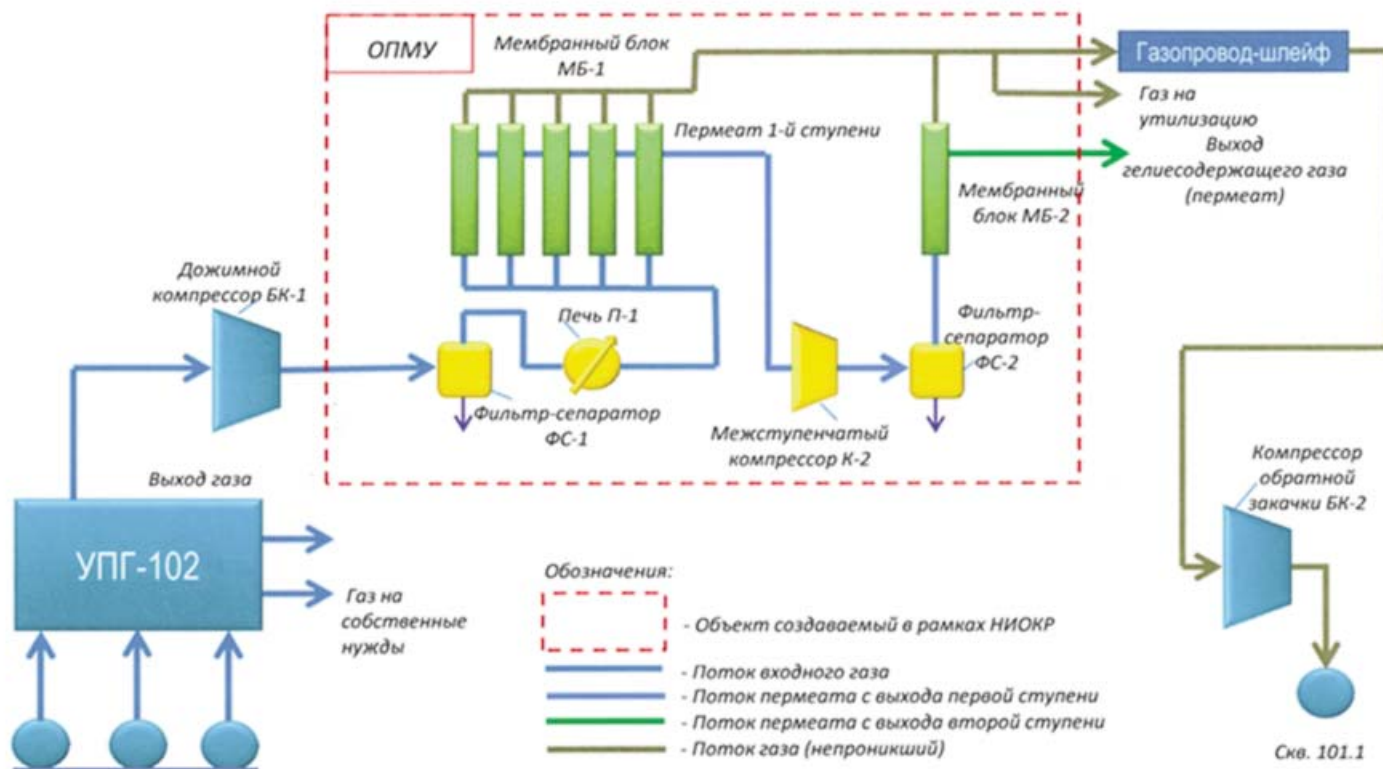 ОПМУ
Мембранный блок
МБ-1
Газопровод-шлейф
Газ на
утилизацию
Пермеат 1-й ступени
Выход
гелиесодержащего газа
(пермеат)
Мембранный
блок МБ-2
Дожимной
компрессор БК-1
Печь П-1
Фильтр-
сепаратор
ФС-2
Фильтр-сепаратор
ФС-1
Межступенчатый
компрессор К-2
Компрессор
обратной
закачки БК-2
Выход газа
УПГ-102
Газ на
собственные
нужды
Обозначения:
- Объект создаваемый в рамках НИОКР
- Поток входного газа
- Поток пермеата с выхода первой ступени
- Поток пермеата с выхода второй ступени
- Поток газа (непроникший)
Скв. 101.1